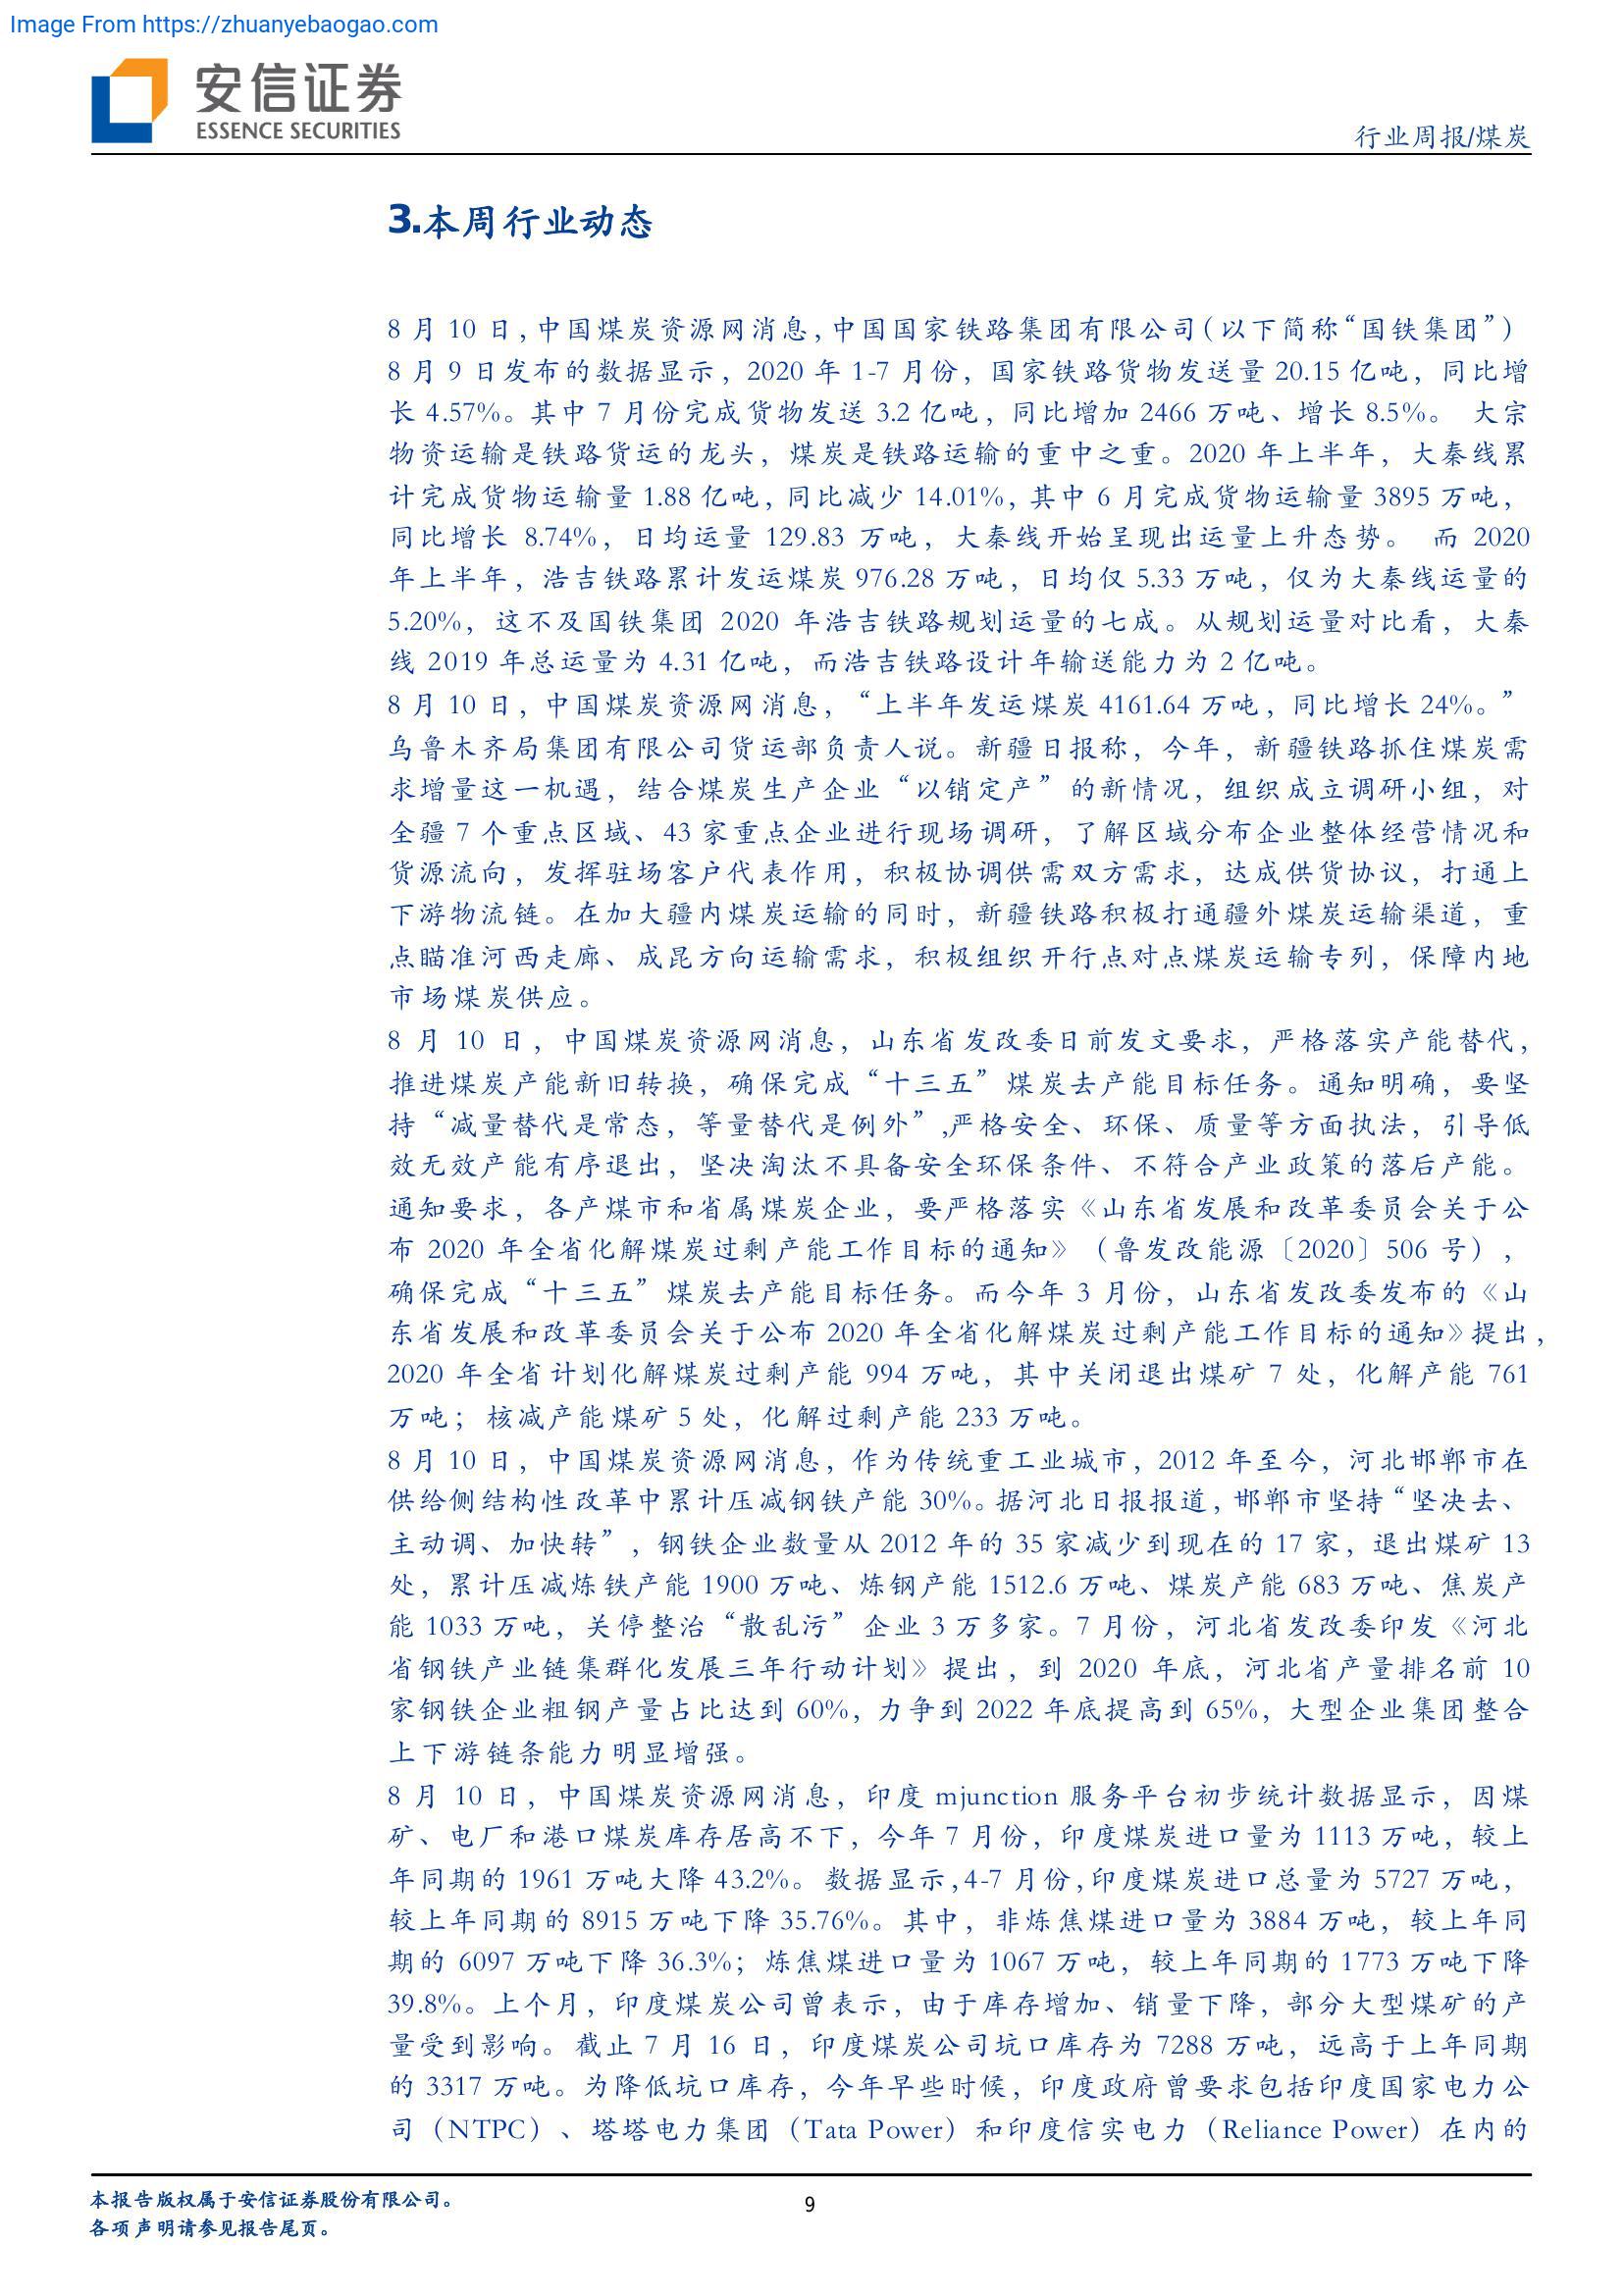 Image From https://zhuanyebaogao.com
安信证券
ESSENCE SECURITIES
行业周报/煤炭
3.本周行业动态
8 月 10 日,中国煤炭资源网消息,中国国家铁路集团有限公司(以下简称“国铁集团”)
8 月 9 日发布的数据显示，2020 年 1-7 月份，国家铁路货物发送量 20.15 亿吨，同比增
长 4.57%。其中 7 月份完成货物发送 3.2 亿吨，同比增加 2466 万吨、增长 8.5%。 大宗
物资运输是铁路货运的龙头，煤炭是铁路运输的重中之重。2020 年上半年，大秦线累
计完成货物运输量 1.88 亿吨,同比减少 14.01%,其中 6 月完成货物运输量 3895 万吨，
同比增长 8.74%，日均运量 129.83 万吨，大秦线开始呈现出运量上升态势。 而 2020
年上半年，浩吉铁路累计发运煤炭 976.28 万吨，日均仅 5.33 万吨，仅为大秦线运量的
5.20%，这不及国铁集团 2020 年浩吉铁路规划运量的七成。从规划运量对比看，大秦
线 2019 年总运量为 4.31 亿吨，而浩吉铁路设计年输送能力为 2 亿吨。
8 月 10 日，中国煤炭资源网消息，“上半年发运煤炭 4161.64 万吨，同比增长 24%。”
乌鲁木齐局集团有限公司货运部负责人说。新疆日报称，今年，新疆铁路抓住煤炭需
求增量这一机遇，结合煤炭生产企业“以销定产”的新情况，组织成立调研小组，对
全疆 7 个重点区域、43 家重点企业进行现场调研，了解区域分布企业整体经营情况和
货源流向，发挥驻场客户代表作用，积极协调供需双方需求，达成供货协议，打通上
下游物流链。在加大疆内煤炭运输的同时，新疆铁路积极打通疆外煤炭运输渠道，重
点瞄准河西走廊、成昆方向运输需求，积极组织开行点对点煤炭运输专列，保障内地
市场煤炭供应。
8 月 10 日，中国煤炭资源网消息，山东省发改委日前发文要求，严格落实产能替代，
推进煤炭产能新旧转换，确保完成“十三五”煤炭去产能目标任务。通知明确，要坚
持“减量替代是常态，等量替代是例外”,严格安全、环保、质量等方面执法，引导低
效无效产能有序退出，坚决淘汰不具备安全环保条件、不符合产业政策的落后产能。
通知要求，各产煤市和省属煤炭企业，要严格落实《山东省发展和改革委员会关于公
布 2020 年全省化解煤炭过剩产能工作目标的通知》（鲁发改能源〔2020〕506 号），
确保完成“十三五”煤炭去产能目标任务。而今年 3 月份，山东省发改委发布的《山
东省发展和改革委员会关于公布 2020 年全省化解煤炭过剩产能工作目标的通知》提出，
2020 年全省计划化解煤炭过剩产能 994 万吨，其中关闭退出煤矿 7 处，化解产能 761
万吨；核减产能煤矿 5 处，化解过剩产能 233 万吨。
8 月 10 日，中国煤炭资源网消息，作为传统重工业城市，2012 年至今，河北邯郸市在
供给侧结构性改革中累计压减钢铁产能 30%。据河北日报报道，邯郸市坚持“坚决去、
主动调、加快转”，钢铁企业数量从 2012 年的 35 家减少到现在的 17 家，退出煤矿 13
处，累计压减炼铁产能 1900 万吨、炼钢产能 1512.6 万吨、煤炭产能 683 万吨、焦炭产
能 1033 万吨，关停整治“散乱污”企业 3 万多家。7 月份，河北省发改委印发《河北
省钢铁产业链集群化发展三年行动计划》提出，到 2020 年底，河北省产量排名前 10
家钢铁企业粗钢产量占比达到 60%，力争到 2022 年底提高到 65%，大型企业集团整合
上下游链条能力明显增强。
8 月 10 日，中国煤炭资源网消息，印度 mjunction 服务平台初步统计数据显示，因煤
矿、电厂和港口煤炭库存居高不下，今年 7 月份，印度煤炭进口量为 1113 万吨，较上
年同期的 1961 万吨大降 43.2%。数据显示,4-7 月份,印度煤炭进口总量为 5727 万吨，
较上年同期的 8915 万吨下降 35.76%。其中，非炼焦煤进口量为 3884 万吨，较上年同
期的 6097 万吨下降 36.3%；炼焦煤进口量为 1067 万吨，较上年同期的 1773 万吨下降
39.8%。上个月，印度煤炭公司曾表示，由于库存增加、销量下降，部分大型煤矿的产
量受到影响。截止 7 月 16 日，印度煤炭公司坑口库存为 7288 万吨，远高于上年同期
的 3317 万吨。为降低坑口库存，今年早些时候，印度政府曾要求包括印度国家电力公
司（NTPC）、塔塔电力集团（Tata Power）和印度信实电力（Reliance Power）在内的
本报告版权属于安信证券股份有限公司。
9
各项声明请参见报告尾页。